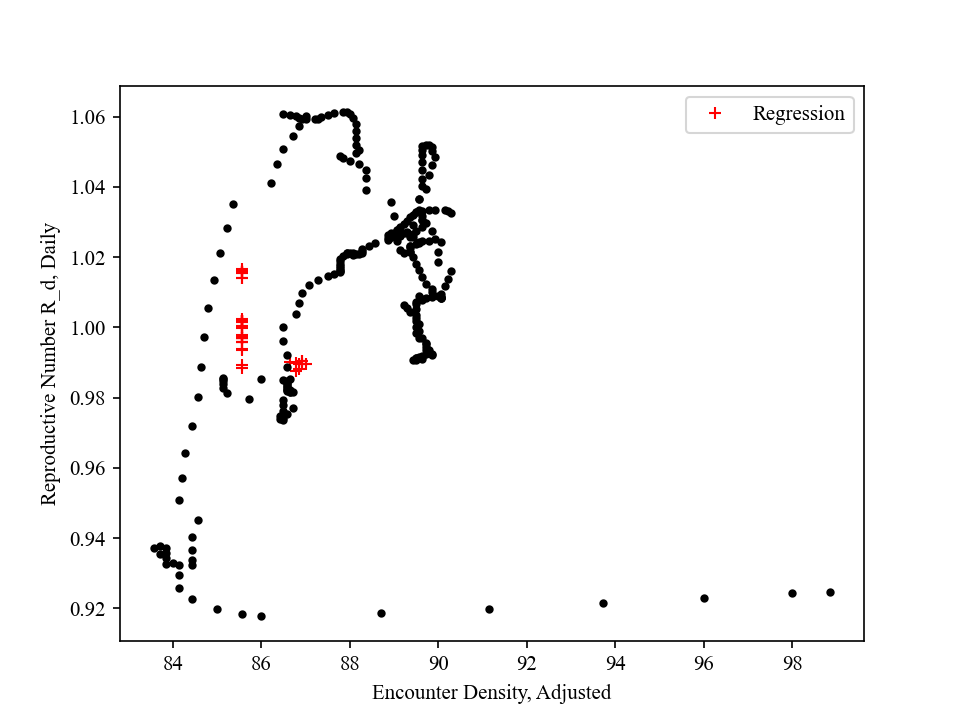 Regression
1.06
1.04
1.02
1.00
0.98
0.96
0.94
0.92
Reproductive Number R_d, Daily
84 86 88 90 92 94 96 98
Encounter Density, Adjusted